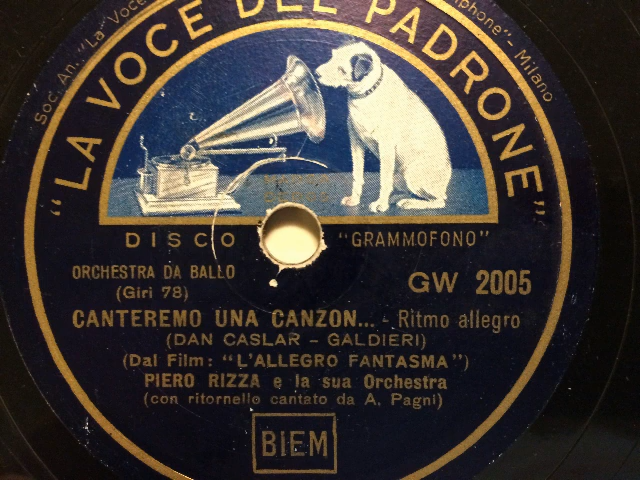 Soc. An. "La Voce
phone" - Milano
"LA VOCE DEL PADRONE"
DISCO "GRAMMOFONO"
ORCHESTRA DA BALLO
(Giri 78)
GW 2005
CANTEREMO UNA CANZON... - Ritmo allegro
(DAN CASLAR - GALDIERI)
(Dal Film: "L'ALLEGRO FANTASMA")
PIERO RIZZA e la sua Orchestra
(con ritornello cantato da A. Pagni)
BIEM